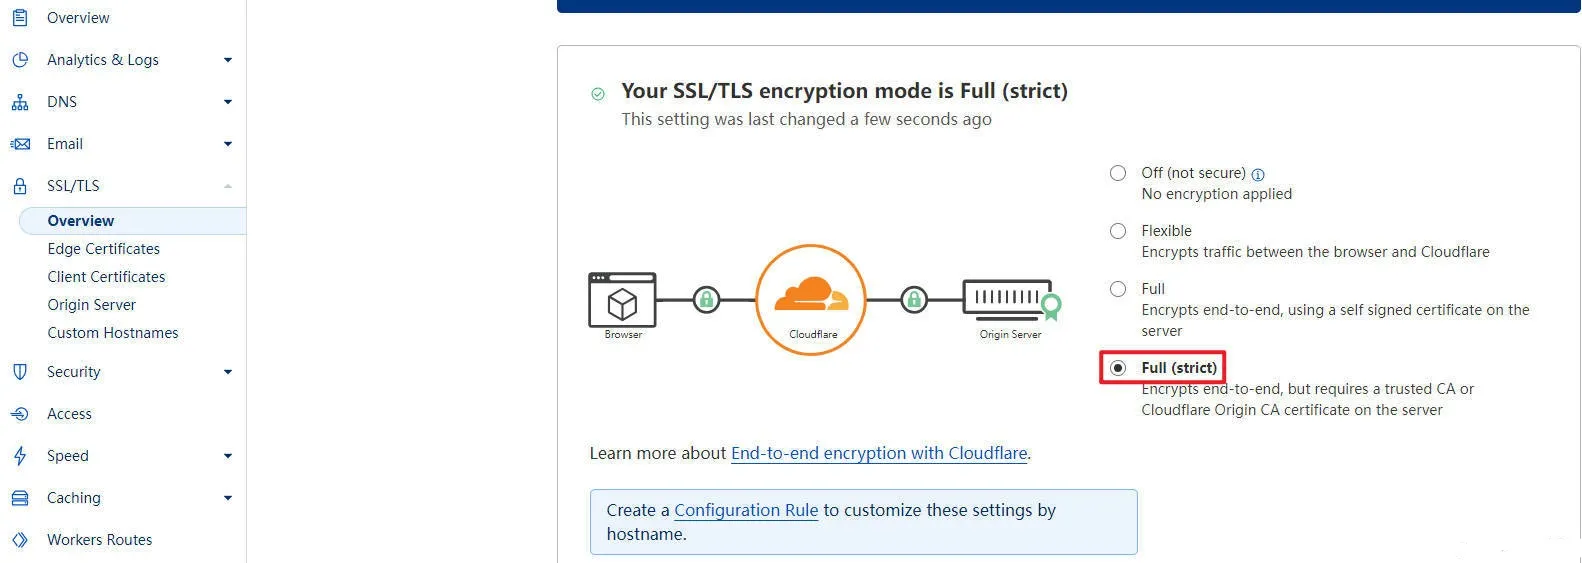 Overview
Analytics & Logs
DNS
Email
SSL/TLS
Overview
Edge Certificates
Client Certificates
Origin Server
Custom Hostnames
Security
Access
Speed
Caching
Workers Routes
Your SSL/TLS encryption mode is Full (strict)
This setting was last changed a few seconds ago
Browser
Cloudflare
Origin Server
Off (not secure)
No encryption applied
Flexible
Encrypts traffic between the browser and Cloudflare
Full
Encrypts end-to-end, using a self signed certificate on the
server
Full (strict)
Encrypts end-to-end, but requires a trusted CA or
Cloudflare Origin CA certificate on the server
Learn more about End-to-end encryption with Cloudflare.
Create a Configuration Rule to customize these settings by
hostname.